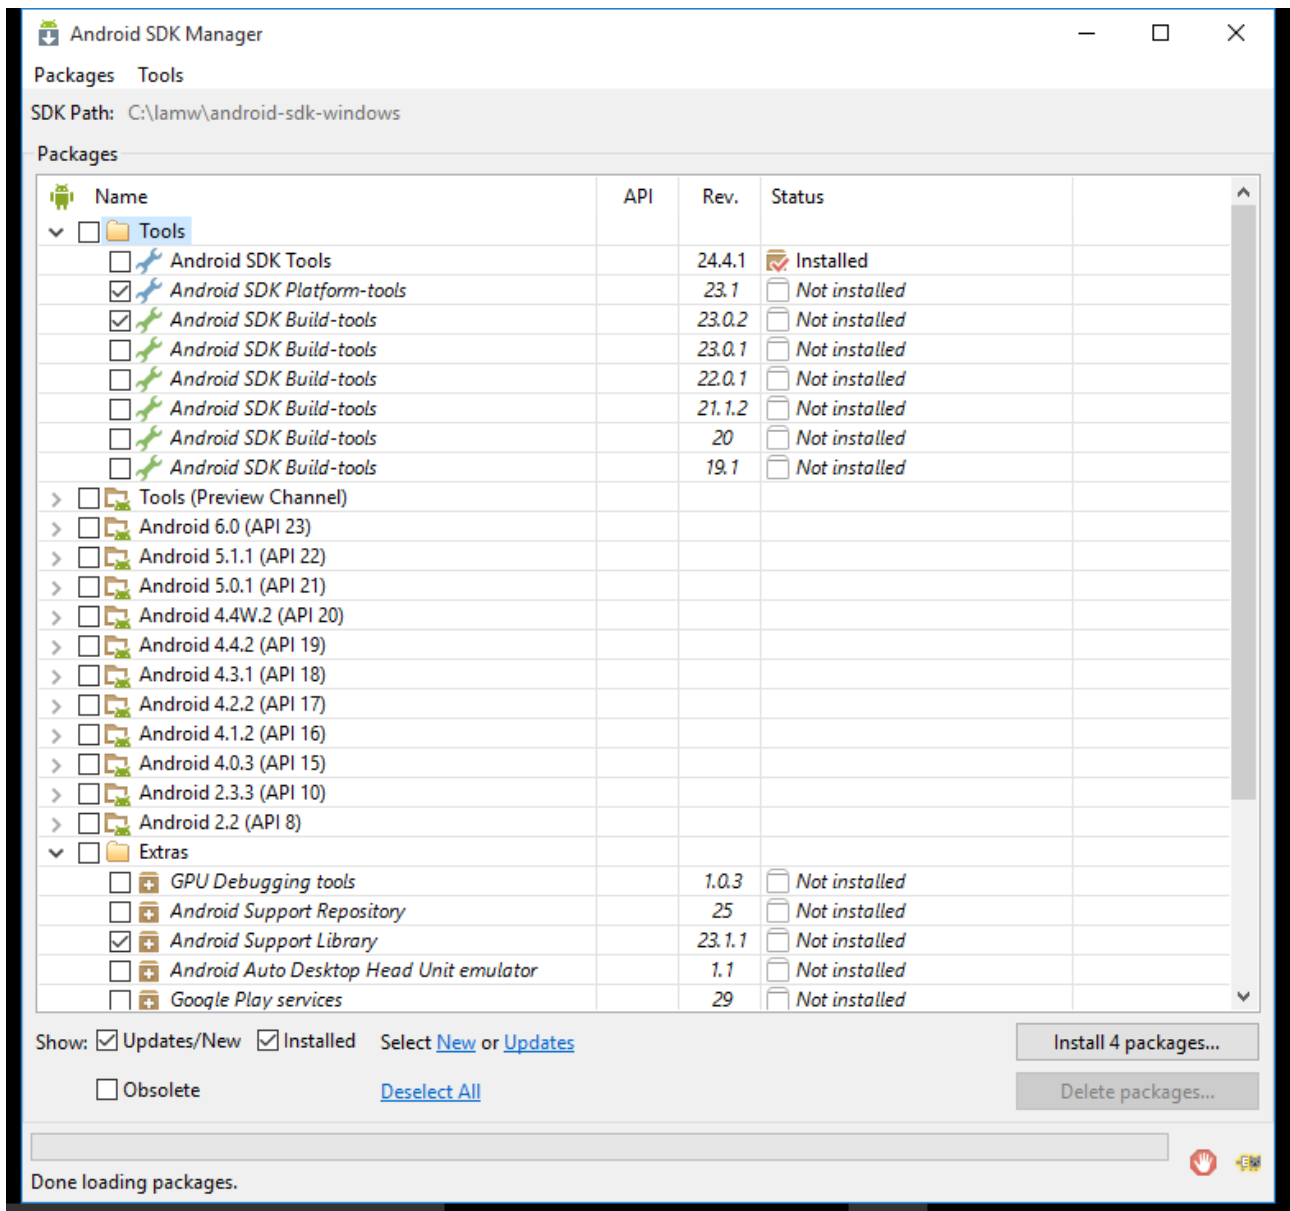 Android SDK Manager
Packages Tools
SDK Path: C:\lamw\android-sdk-windows
Packages
Name API Rev. Status
Tools
Android SDK Tools 24.4.1 Installed
Android SDK Platform-tools 23.1 Not installed
Android SDK Build-tools 23.0.2 Not installed
Android SDK Build-tools 23.0.1 Not installed
Android SDK Build-tools 22.0.1 Not installed
Android SDK Build-tools 21.1.2 Not installed
Android SDK Build-tools 20 Not installed
Android SDK Build-tools 19.1 Not installed
Tools (Preview Channel)
Android 6.0 (API 23)
Android 5.1.1 (API 22)
Android 5.0.1 (API 21)
Android 4.4W.2 (API 20)
Android 4.4.2 (API 19)
Android 4.3.1 (API 18)
Android 4.2.2 (API 17)
Android 4.1.2 (API 16)
Android 4.0.3 (API 15)
Android 2.3.3 (API 10)
Android 2.2 (API 8)
Extras
GPU Debugging tools 1.0.3 Not installed
Android Support Repository 25 Not installed
Android Support Library 23.1.1 Not installed
Android Auto Desktop Head Unit emulator 1.1 Not installed
Google Play services 29 Not installed
Show: Updates/New Installed Select New or Updates Install 4 packages...
Obsolete Deselect All Delete packages...
Done loading packages.